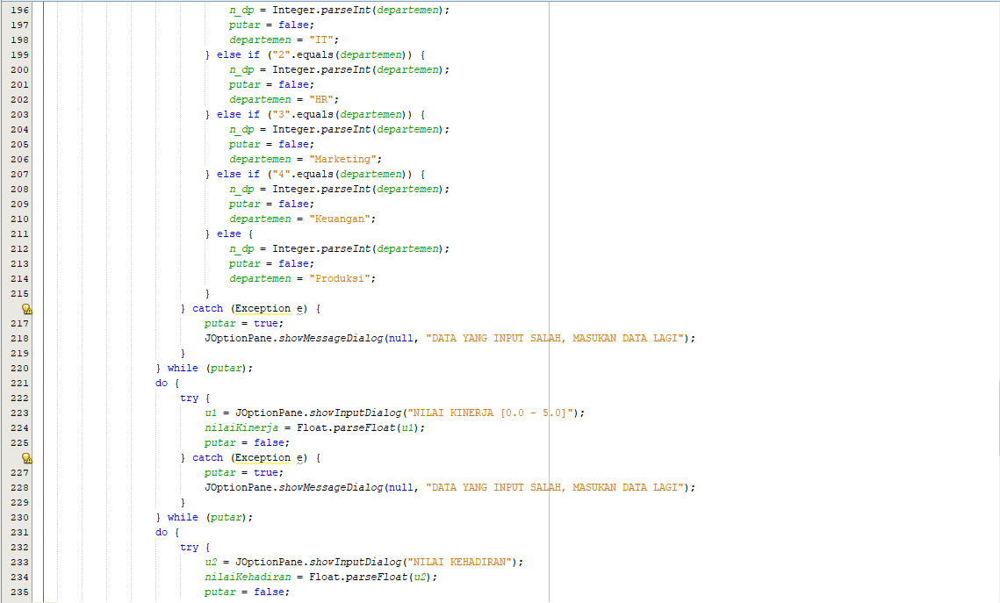 196 n_dp = Integer.parseInt(departemen);
197 putar = false;
198 departemen = "IT";
199 } else if ("2".equals(departemen)) {
200 n_dp = Integer.parseInt(departemen);
201 putar = false;
202 departemen = "HR";
203 } else if ("3".equals(departemen)) {
204 n_dp = Integer.parseInt(departemen);
205 putar = false;
206 departemen = "Marketing";
207 } else if ("4".equals(departemen)) {
208 n_dp = Integer.parseInt(departemen);
209 putar = false;
210 departemen = "Keuangan";
211 } else {
212 n_dp = Integer.parseInt(departemen);
213 putar = false;
214 departemen = "Produksi";
215 }
} catch (Exception e) {
217 putar = true;
218 JOptionPane.showMessageDialog(null, "DATA YANG INPUT SALAH, MASUKAN DATA LAGI");
219 }
220 } while (putar);
221 do {
222 try {
223 u1 = JOptionPane.showInputDialog("NILAI KINERJA [0.0 - 5.0]");
224 nilaiKinerja = Float.parseFloat(u1);
225 putar = false;
} catch (Exception e) {
227 putar = true;
228 JOptionPane.showMessageDialog(null, "DATA YANG INPUT SALAH, MASUKAN DATA LAGI");
229 }
230 } while (putar);
231 do {
232 try {
233 u2 = JOptionPane.showInputDialog("NILAI KEHADIRAN");
234 nilaiKehadiran = Float.parseFloat(u2);
235 putar = false;